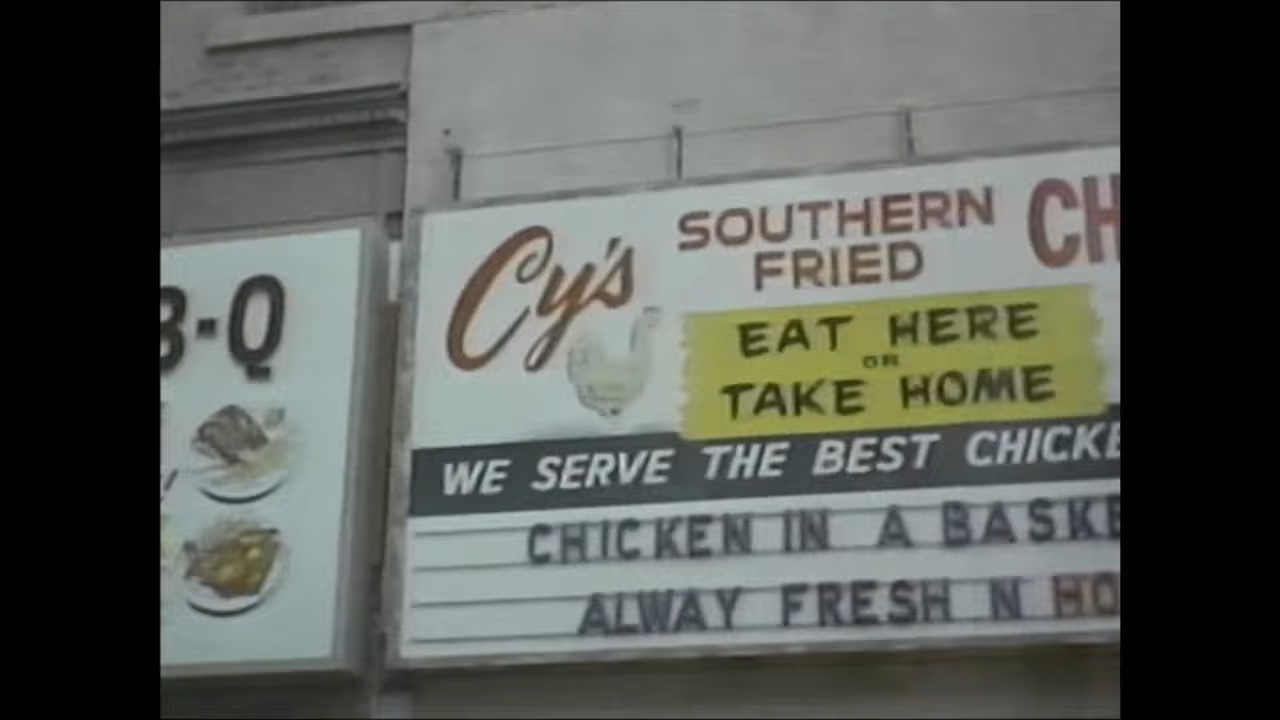 B-Q
Cy's
SOUTHERN
FRIED
CH
EAT HERE
OR
TAKE HOME
WE SERVE THE BEST CHICKE
CHICKEN IN A BASKE
ALWAY FRESH N HO